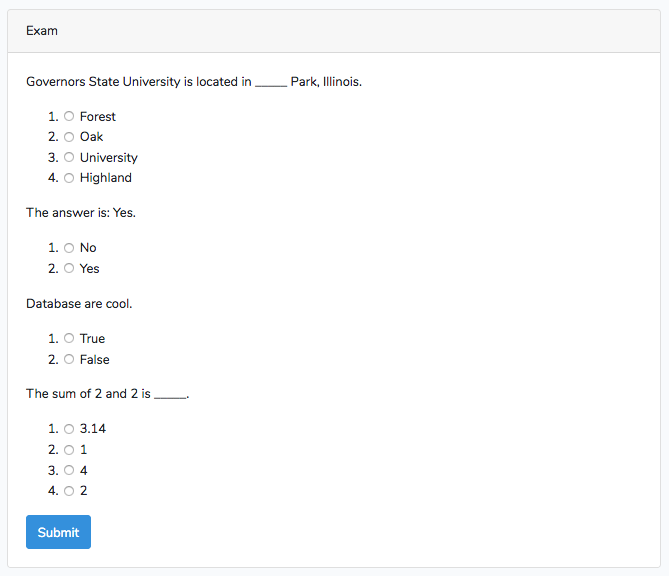 Exam
Governors State University is located in _____ Park, Illinois.
1. Forest
2. Oak
3. University
4. Highland
The answer is: Yes.
1. No
2. Yes
Database are cool.
1. True
2. False
The sum of 2 and 2 is _____.
1. 3.14
2. 1
3. 4
4. 2
Submit